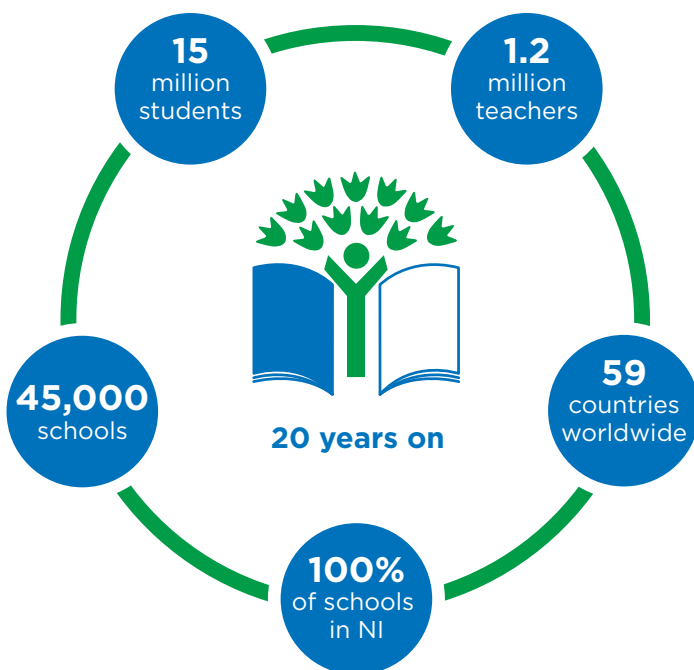 15
million
students
1.2
million
teachers
59
countries
worldwide
100%
of schools
in NI
45,000
schools
20 years on